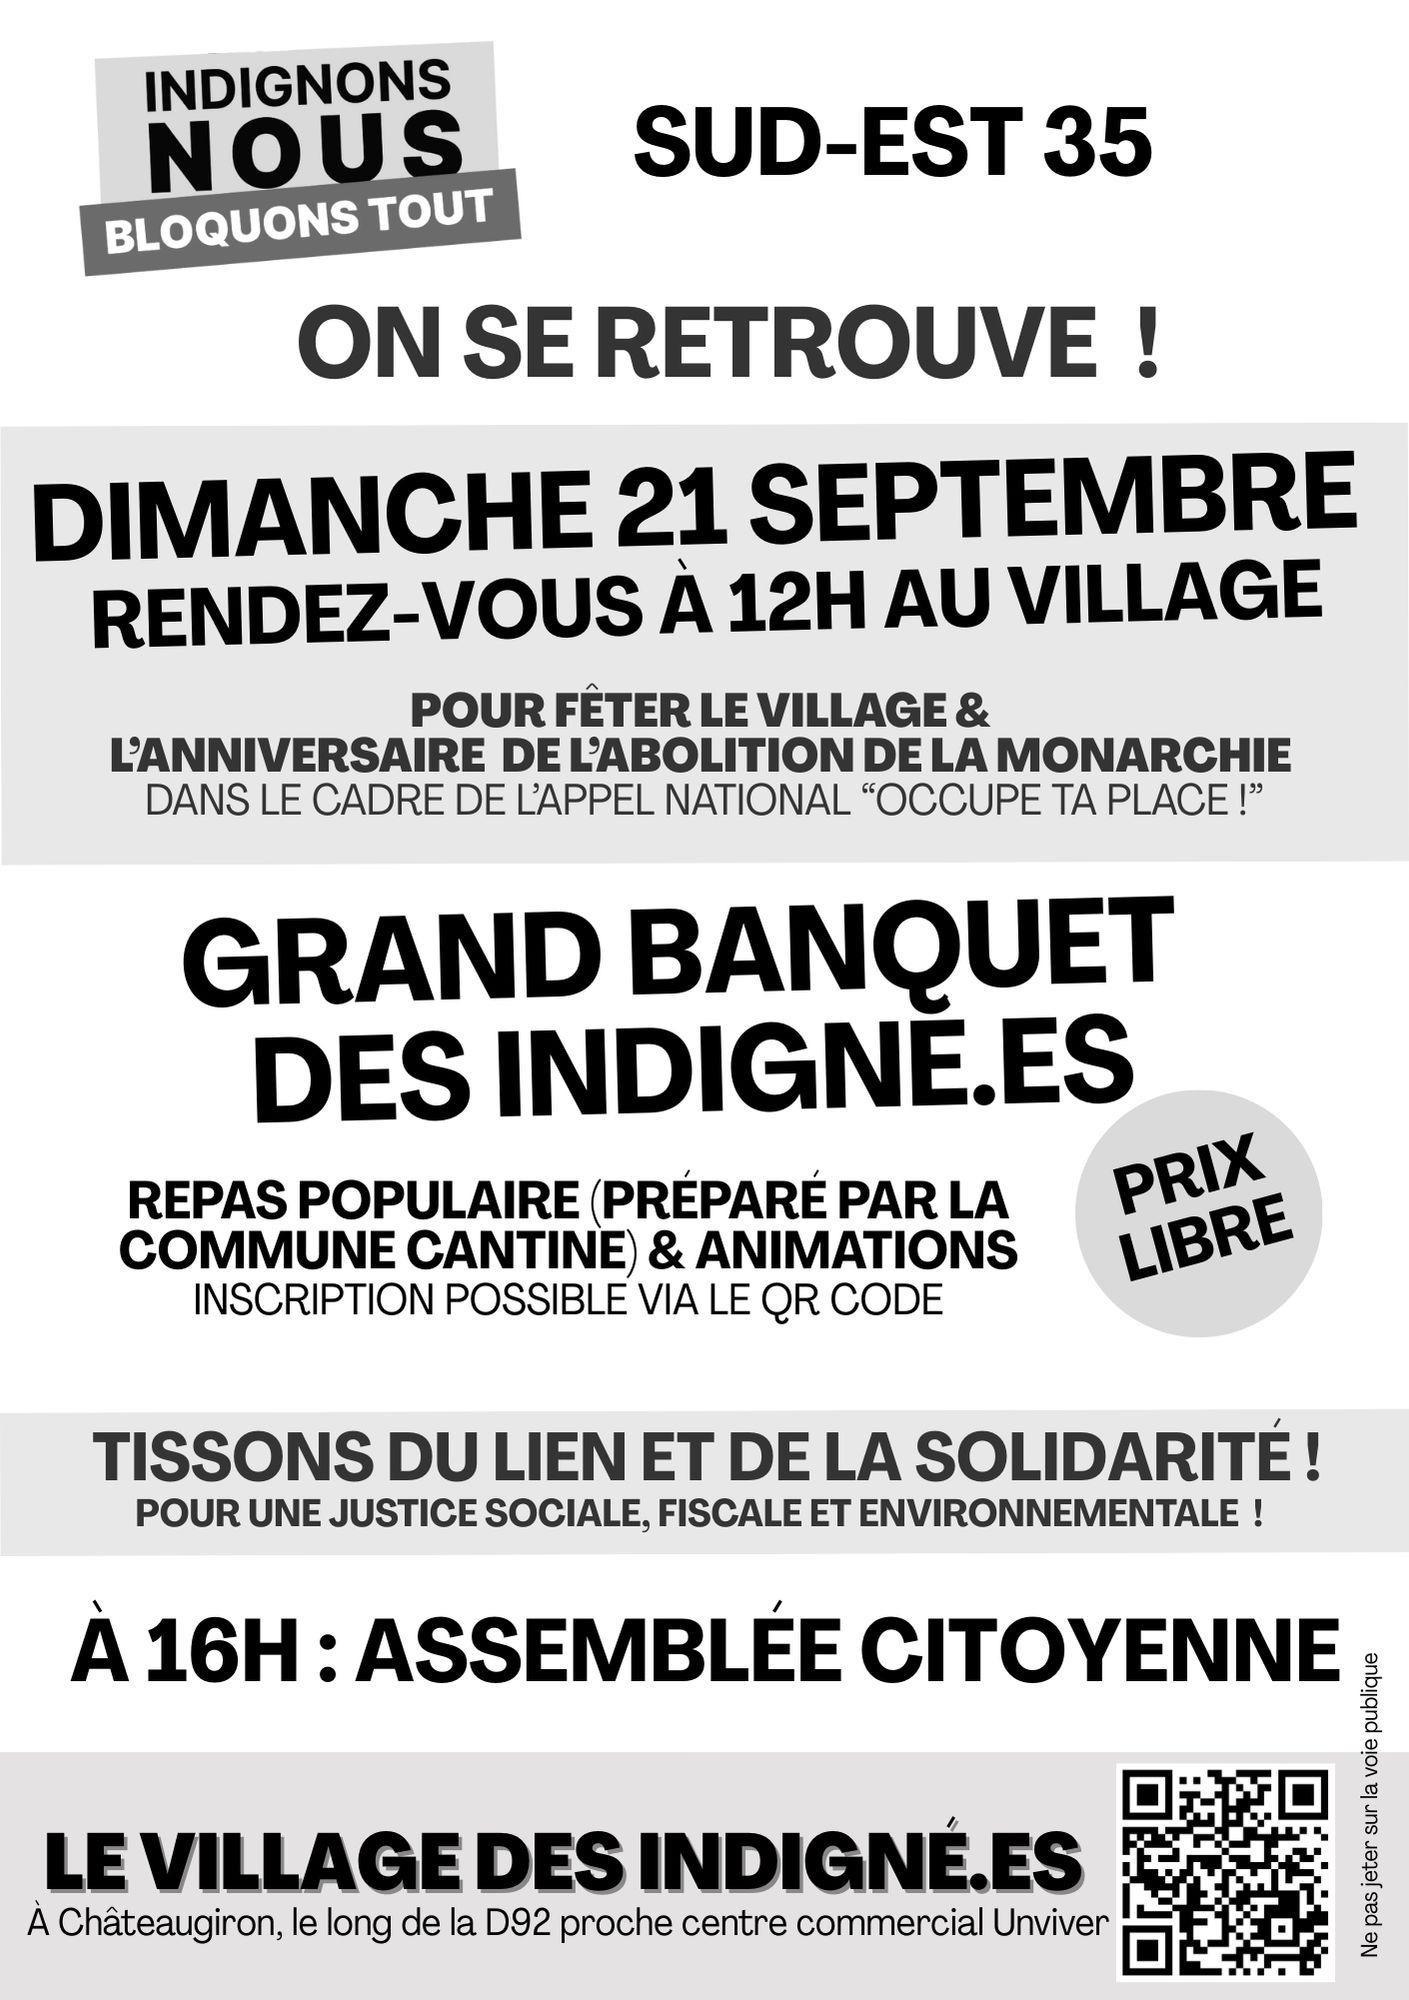 INDIGNONS
NOUS
BLOQUONS TOUT
SUD-EST 35
ON SE RETROUVE !
DIMANCHE 21 SEPTEMBRE
RENDEZ-VOUS À 12H AU VILLAGE
POUR FÊTER LE VILLAGE &
L'ANNIVERSAIRE DE L'ABOLITION DE LA MONARCHIE
DANS LE CADRE DE L'APPEL NATIONAL “OCCUPE TA PLACE !”
GRAND BANQUET
DES INDIGNÉ.ES
REPAS POPULAIRE (PRÉPARÉ PAR LA
COMMUNE CANTINE) & ANIMATIONS
INSCRIPTION POSSIBLE VIA LE QR CODE
PRIX
LIBRE
TISSONS DU LIEN ET DE LA SOLIDARITÉ !
POUR UNE JUSTICE SOCIALE, FISCALE ET ENVIRONNEMENTALE !
À 16H : ASSEMBLÉE CITOYENNE
LE VILLAGE DES INDIGNÉ.ES
À Châteaugiron, le long de la D92 proche centre commercial Unviver
Ne pas jeter sur la voie publique